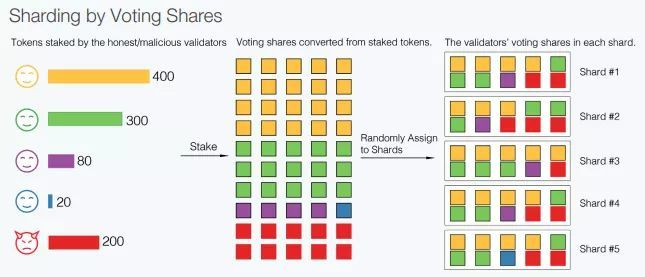 Sharding by Voting Shares
Tokens staked by the honest/malicious validators
Voting shares converted from staked tokens.
The validators' voting shares in each shard.
400
300
80
20
200
Stake
Randomly Assign
to Shards
Shard #1
Shard #2
Shard #3
Shard #4
Shard #5